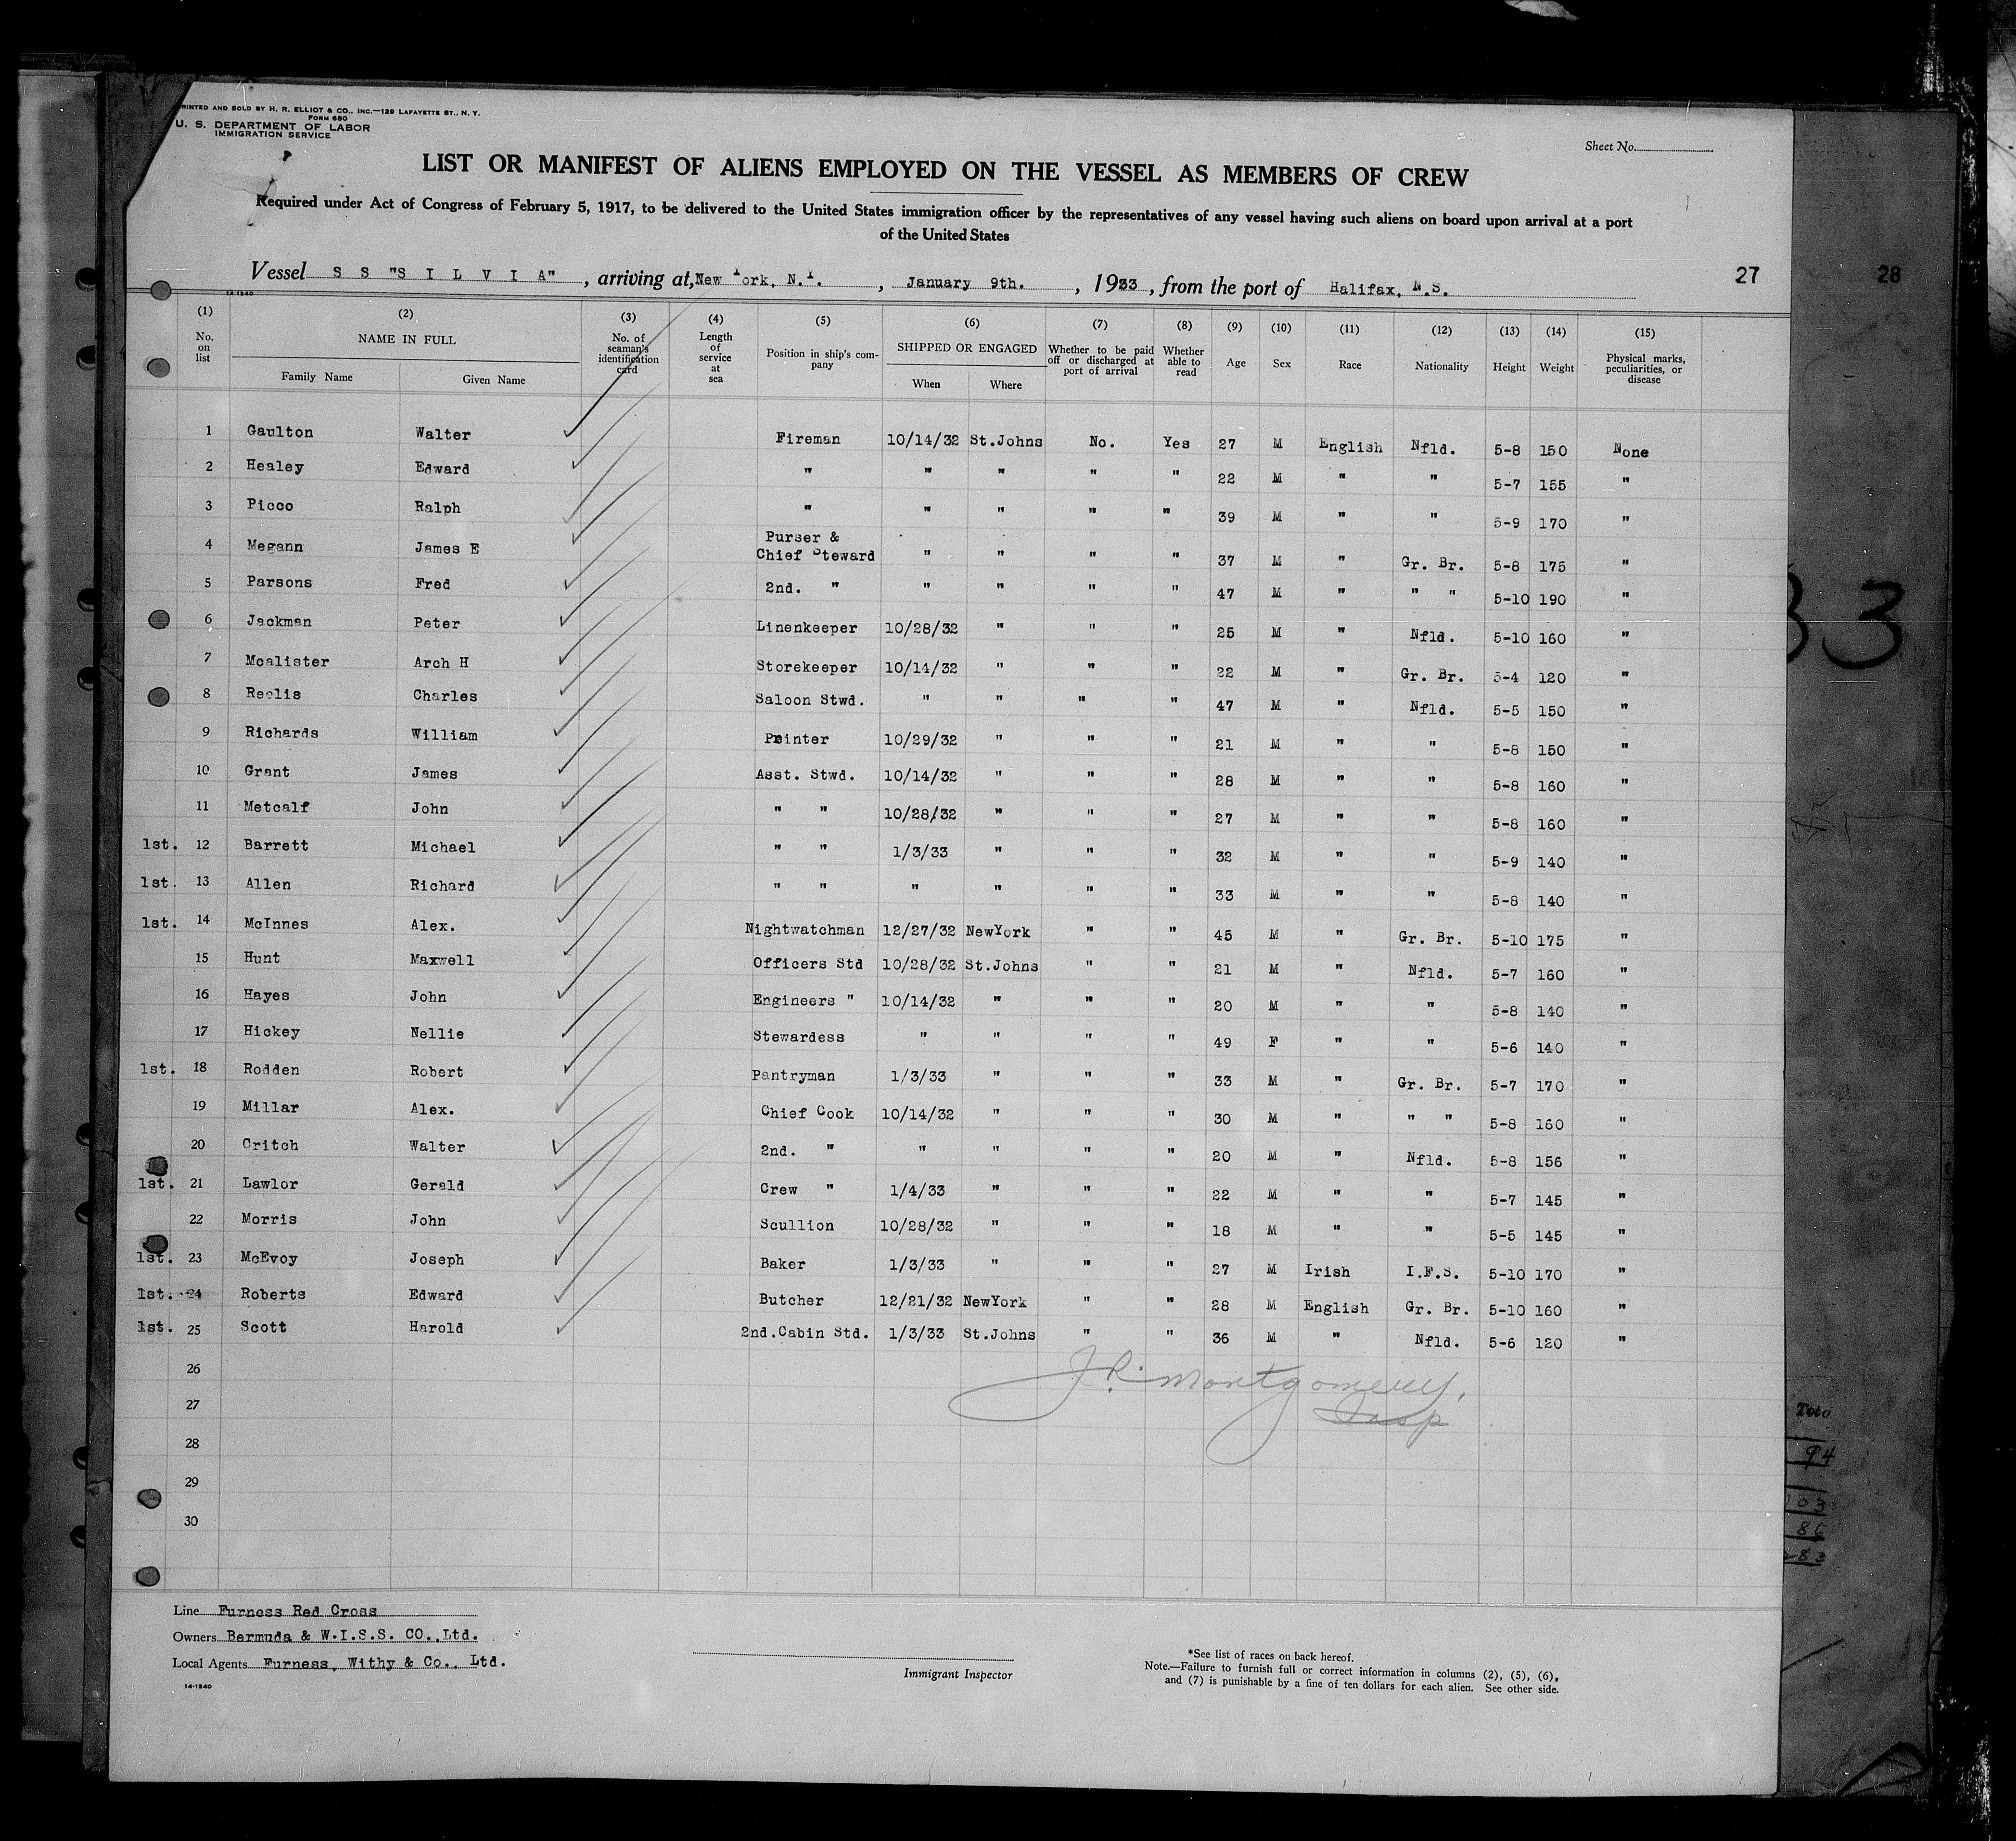 PRINTED AND SOLD BY H. R. ELLIOT & CO., INC.—129 LAFAYETTE ST., N. Y.
FORM 680
U. S. DEPARTMENT OF LABOR
IMMIGRATION SERVICE
Sheet No.
LIST OR MANIFEST OF ALIENS EMPLOYED ON THE VESSEL AS MEMBERS OF CREW
Required under Act of Congress of February 5, 1917, to be delivered to the United States immigration officer by the representatives of any vessel having such aliens on board upon arrival at a port
of the United States
Vessel S S "S I L V I A", arriving at, New York, N.Y., January 9th., 1933, from the port of Halifax, N.S. 27 28
14-1240
(1) (2) (3) (4) (5) (6) (7) (8) (9) (10) (11) (12) (13) (14) (15)
No. on list NAME IN FULL Family Name Given Name No. of seaman's identification card Length of service at sea Position in ship's company SHIPPED OR ENGAGED When Where Whether to be paid off or discharged at port of arrival Whether able to read Age Sex Race Nationality Height Weight Physical marks, peculiarities, or disease
1 Gaulton Walter Fireman 10/14/32 St.Johns No. Yes 27 M English Nfld. 5-8 150 None
2 Healey Edward " " " " " 22 M " " 5-7 155 "
3 Picco Ralph " " " " " 39 M " " 5-9 170 "
4 Megann James E Purser & Chief Steward " " " " 37 M " Gr. Br. 5-8 175 "
5 Parsons Fred 2nd. " " " " " 47 M " " " 5-10 190 "
6 Jackman Peter Linenkeeper 10/28/32 " " " 25 M " Nfld. 5-10 160 "
7 Mcalister Arch H Storekeeper 10/14/32 " " " 22 M " Gr. Br. 5-4 120 "
8 Reelis Charles Saloon Stwd. " " " " 47 M " Nfld. 5-5 150 "
9 Richards William Printer 10/29/32 " " " 21 M " " 5-8 150 "
10 Grant James Asst. Stwd. 10/14/32 " " " 28 M " " 5-8 160 "
11 Metcalf John " " 10/28/32 " " " 27 M " " 5-8 160 "
1st. 12 Barrett Michael " " 1/3/33 " " " 32 M " " 5-9 140 "
1st. 13 Allen Richard " " " " " " 33 M " " 5-8 140 "
1st. 14 McInnes Alex. Nightwatchman 12/27/32 NewYork " " 45 M " Gr. Br. 5-10 175 "
15 Hunt Maxwell Officers Std 10/28/32 St.Johns " " 21 M " Nfld. 5-7 160 "
16 Hayes John Engineers " 10/14/32 " " " 20 M " " 5-8 140 "
17 Hickey Nellie Stewardess " " " " 49 F " " 5-6 140 "
1st. 18 Rodden Robert Pantryman 1/3/33 " " " 33 M " Gr. Br. 5-7 170 "
19 Millar Alex. Chief Cook 10/14/32 " " " 30 M " " " 5-8 160 "
20 Critch Walter 2nd. " " " " " 20 M " Nfld. 5-8 156 "
1st. 21 Lawlor Gerald Crew " 1/4/33 " " " 22 M " " 5-7 145 "
22 Morris John Scullion 10/28/32 " " " 18 M " " 5-5 145 "
1st. 23 McEvoy Joseph Baker 1/3/33 " " " 27 M Irish I.F.S. 5-10 170 "
1st. 24 Roberts Edward Butcher 12/21/32 NewYork " " 28 M English Gr. Br. 5-10 160 "
1st. 25 Scott Harold 2nd.Cabin Std. 1/3/33 St.Johns " " 36 M " Nfld. 5-6 120 "
26
J.R. Montgomery,
27
Insp
28
29
30
Line Furness Red Cross
Owners Bermuda & W.I.S.S. CO., Ltd.
Local Agents Furness, Withy & Co., Ltd.
14-1240
Immigrant Inspector
*See list of races on back hereof.
Note.—Failure to furnish full or correct information in columns (2), (5), (6),
and (7) is punishable by a fine of ten dollars for each alien. See other side.
33
94